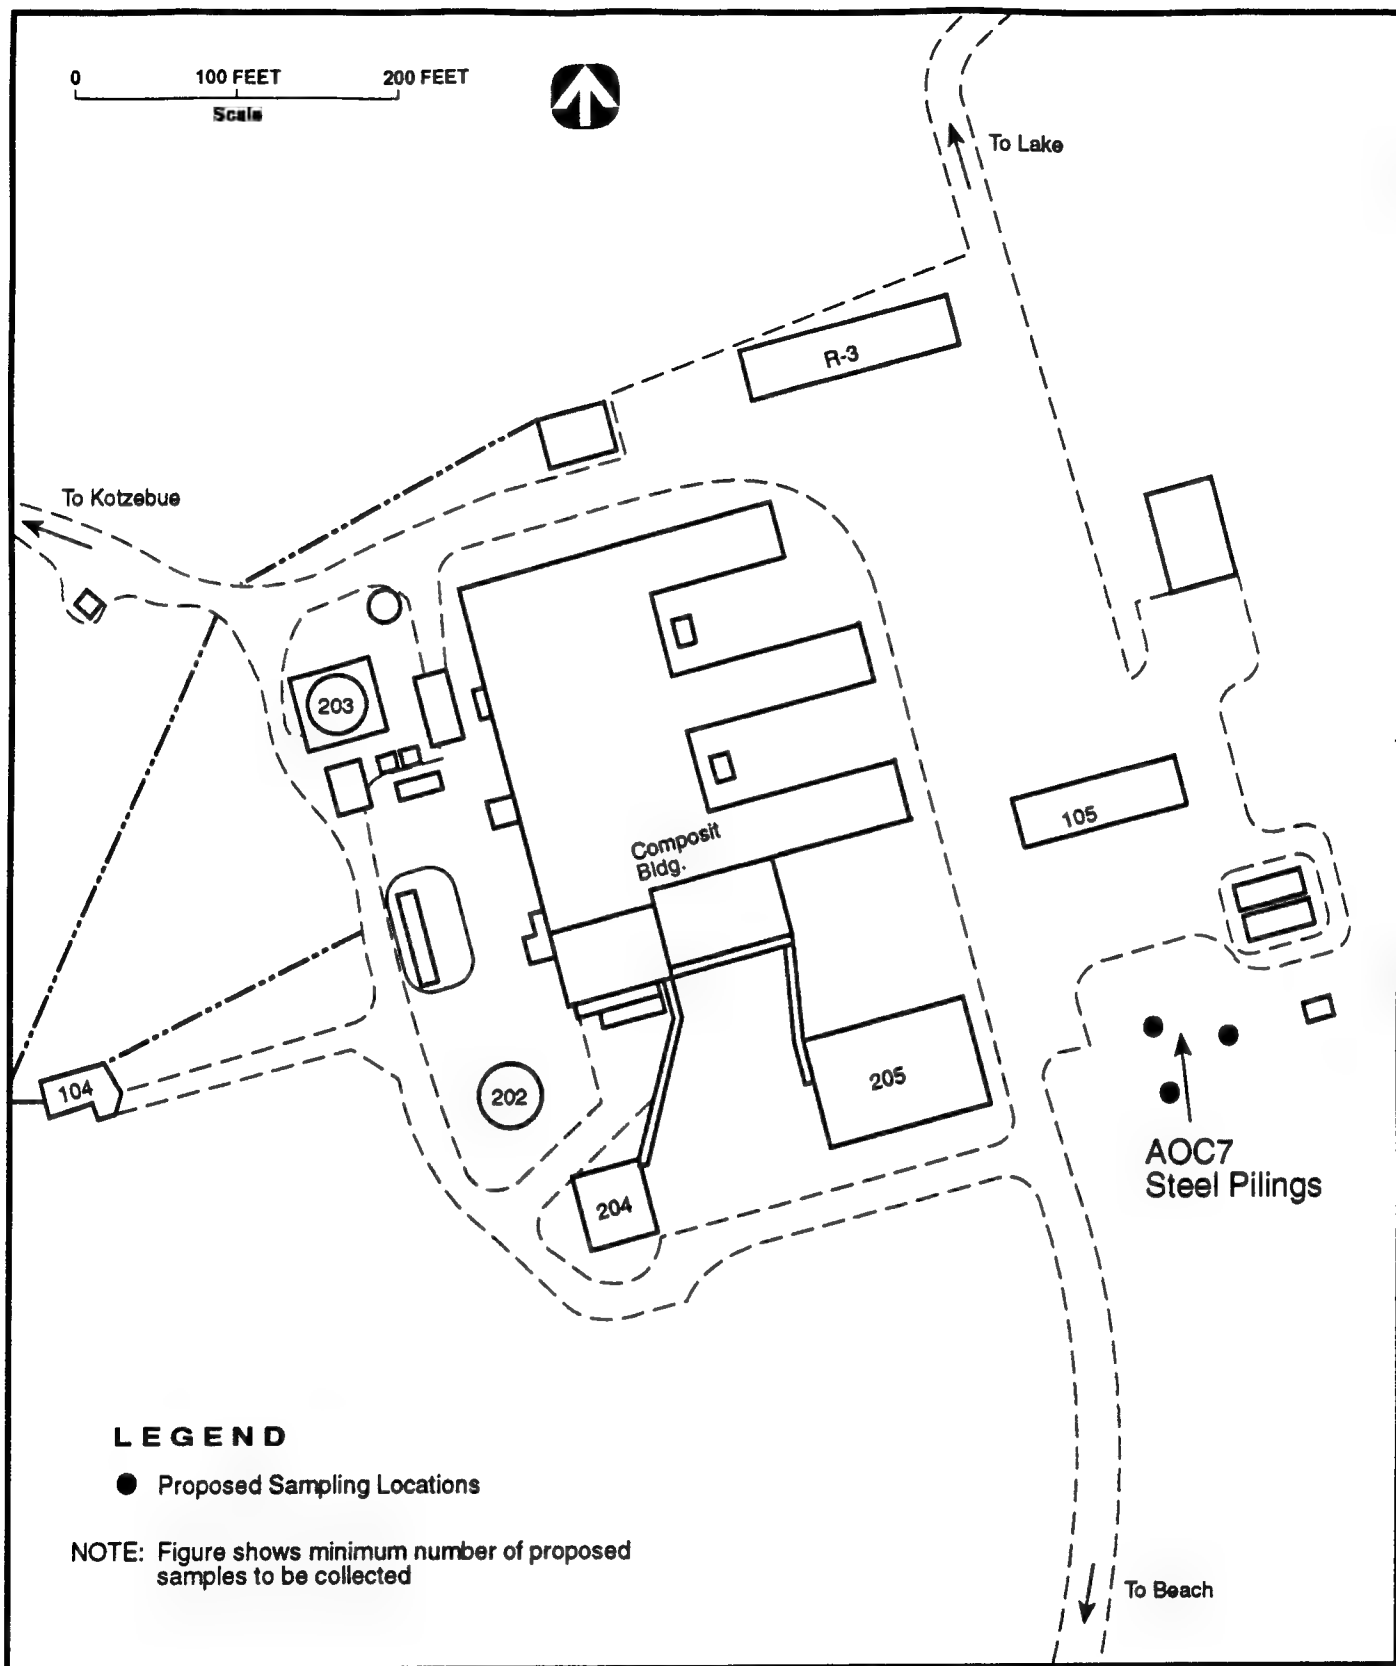 0 100 FEET 200 FEET
Scale
To Lake
R-3
To Kotzebue
203
105
Composit
Bldg.
104
202
205
AOC7
Steel Pilings
204
LEGEND
Proposed Sampling Locations
NOTE: Figure shows minimum number of proposed
samples to be collected
To Beach